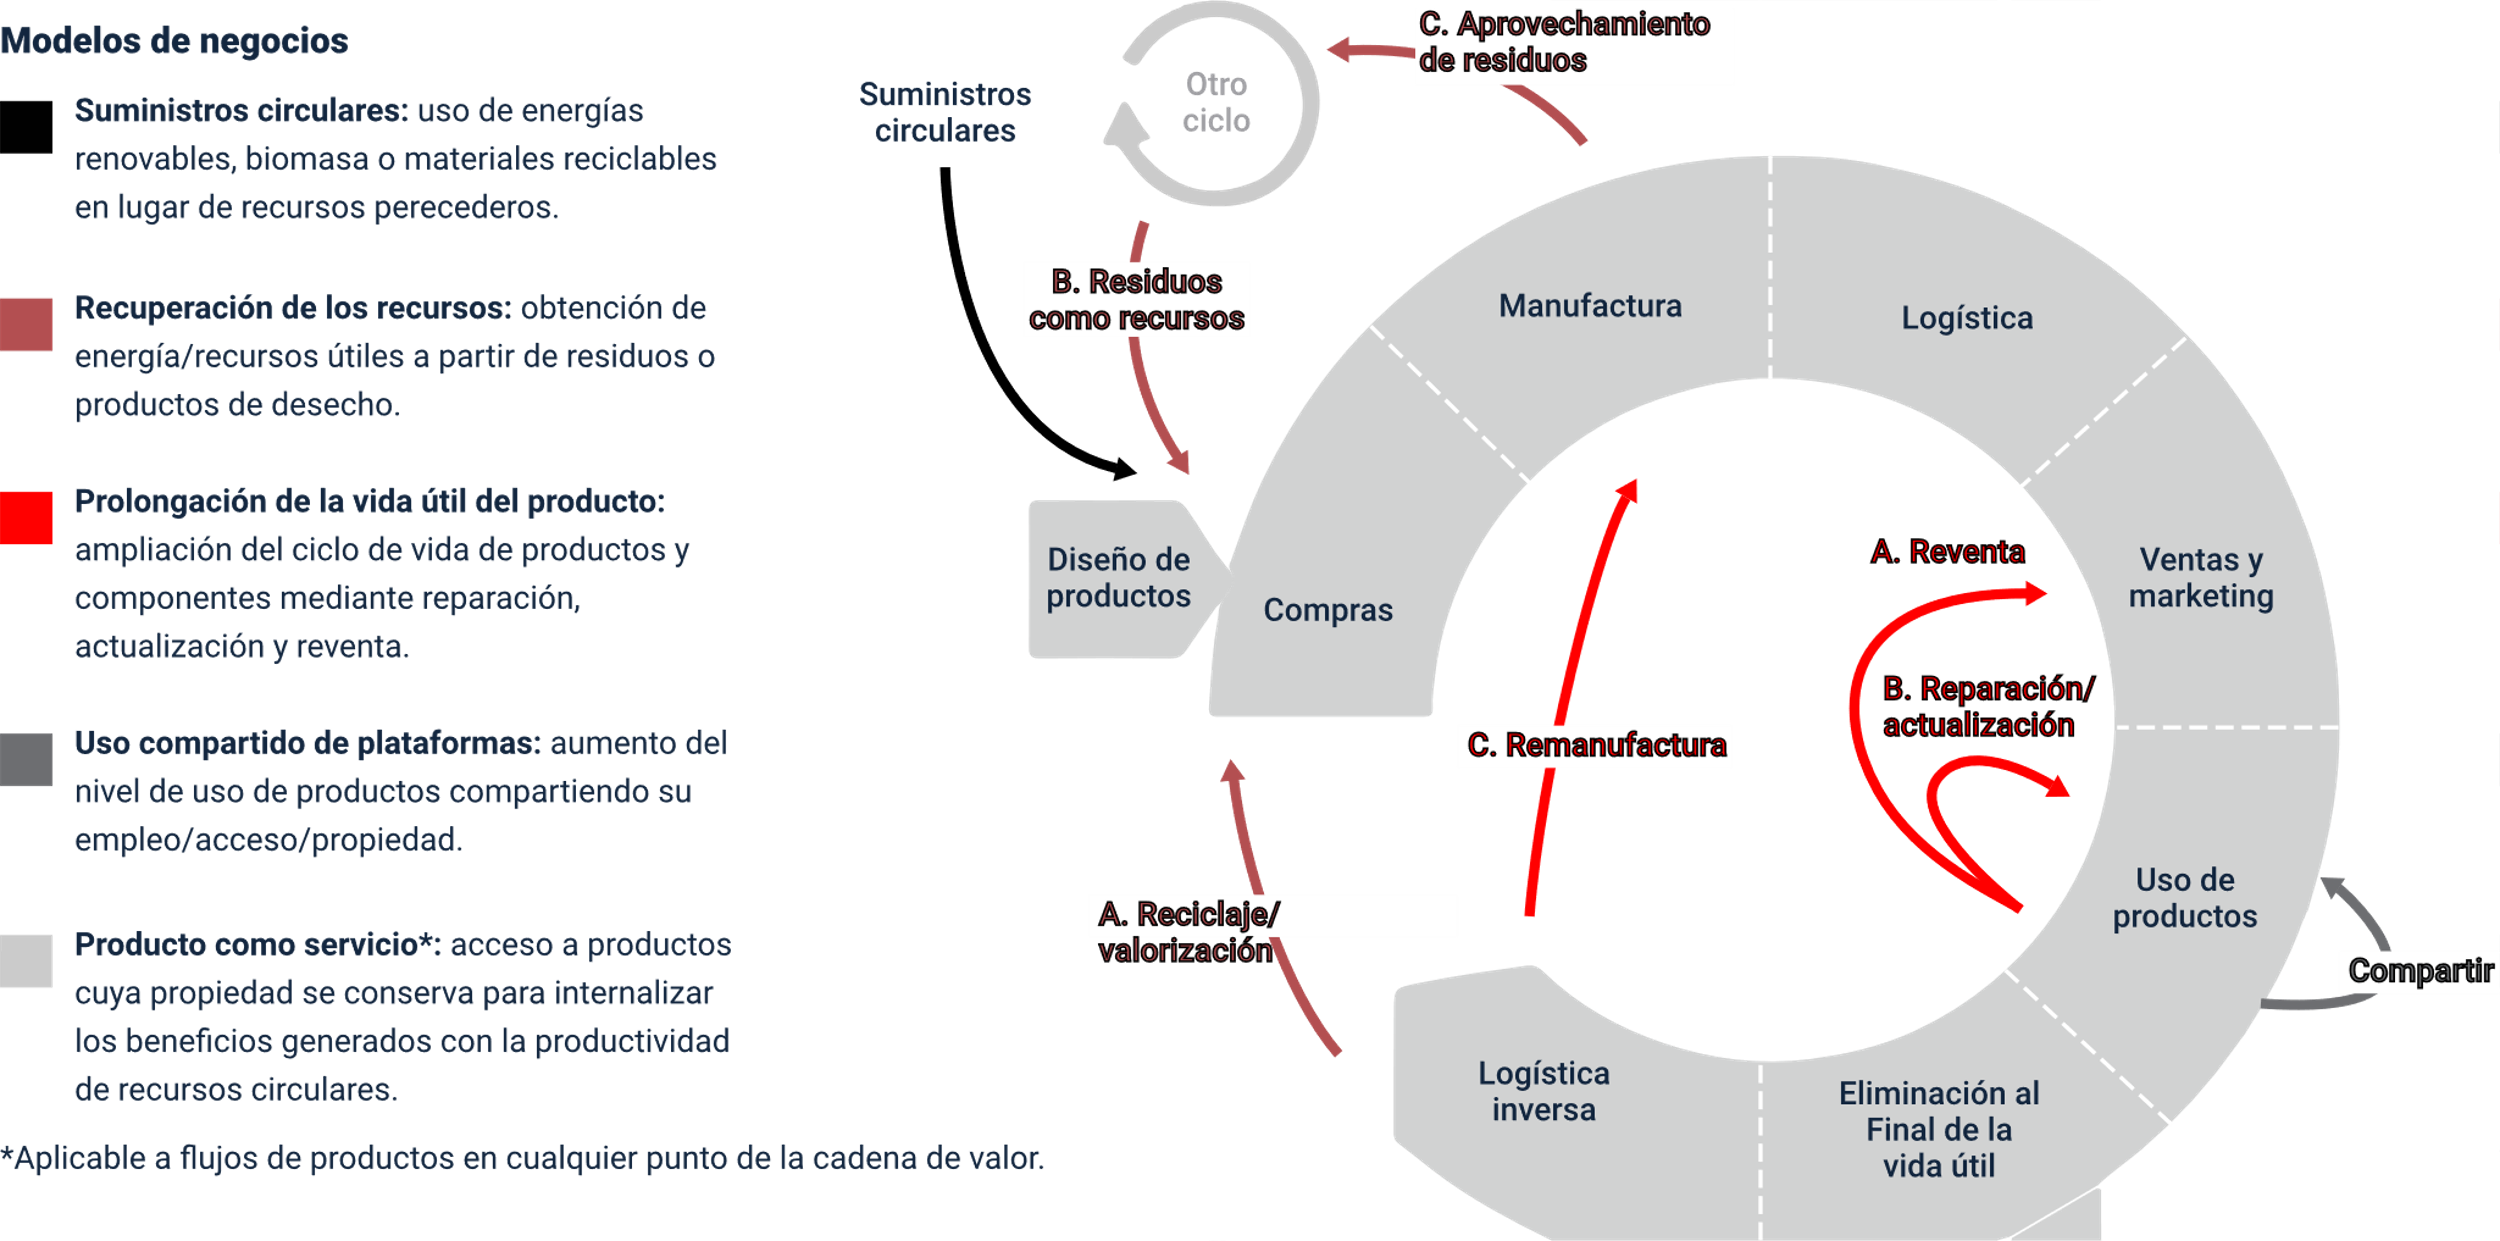 Modelos de negocios
Suministros circulares: uso de energías
renovables, biomasa o materiales reciclables
en lugar de recursos perecederos.
Recuperación de los recursos: obtención de
energía/recursos útiles a partir de residuos o
productos de desecho.
Prolongación de la vida útil del producto:
ampliación del ciclo de vida de productos y
componentes mediante reparación,
actualización y reventa.
Uso compartido de plataformas: aumento del
nivel de uso de productos compartiendo su
empleo/acceso/propiedad.
Producto como servicio*: acceso a productos
cuya propiedad se conserva para internalizar
los beneficios generados con la productividad
de recursos circulares.
*Aplicable a flujos de productos en cualquier punto de la cadena de valor.
Suministros
circulares
Otro
ciclo
C. Aprovechamiento
de residuos
B. Residuos
como recursos
Diseño de
productos
Compras
Manufactura
Logística
Ventas y
marketing
Uso de
productos
Compartir
Eliminación al
Final de la
vida útil
Logística
inversa
A. Reciclaje/
valorización
C. Remanufactura
A. Reventa
B. Reparación/
actualización